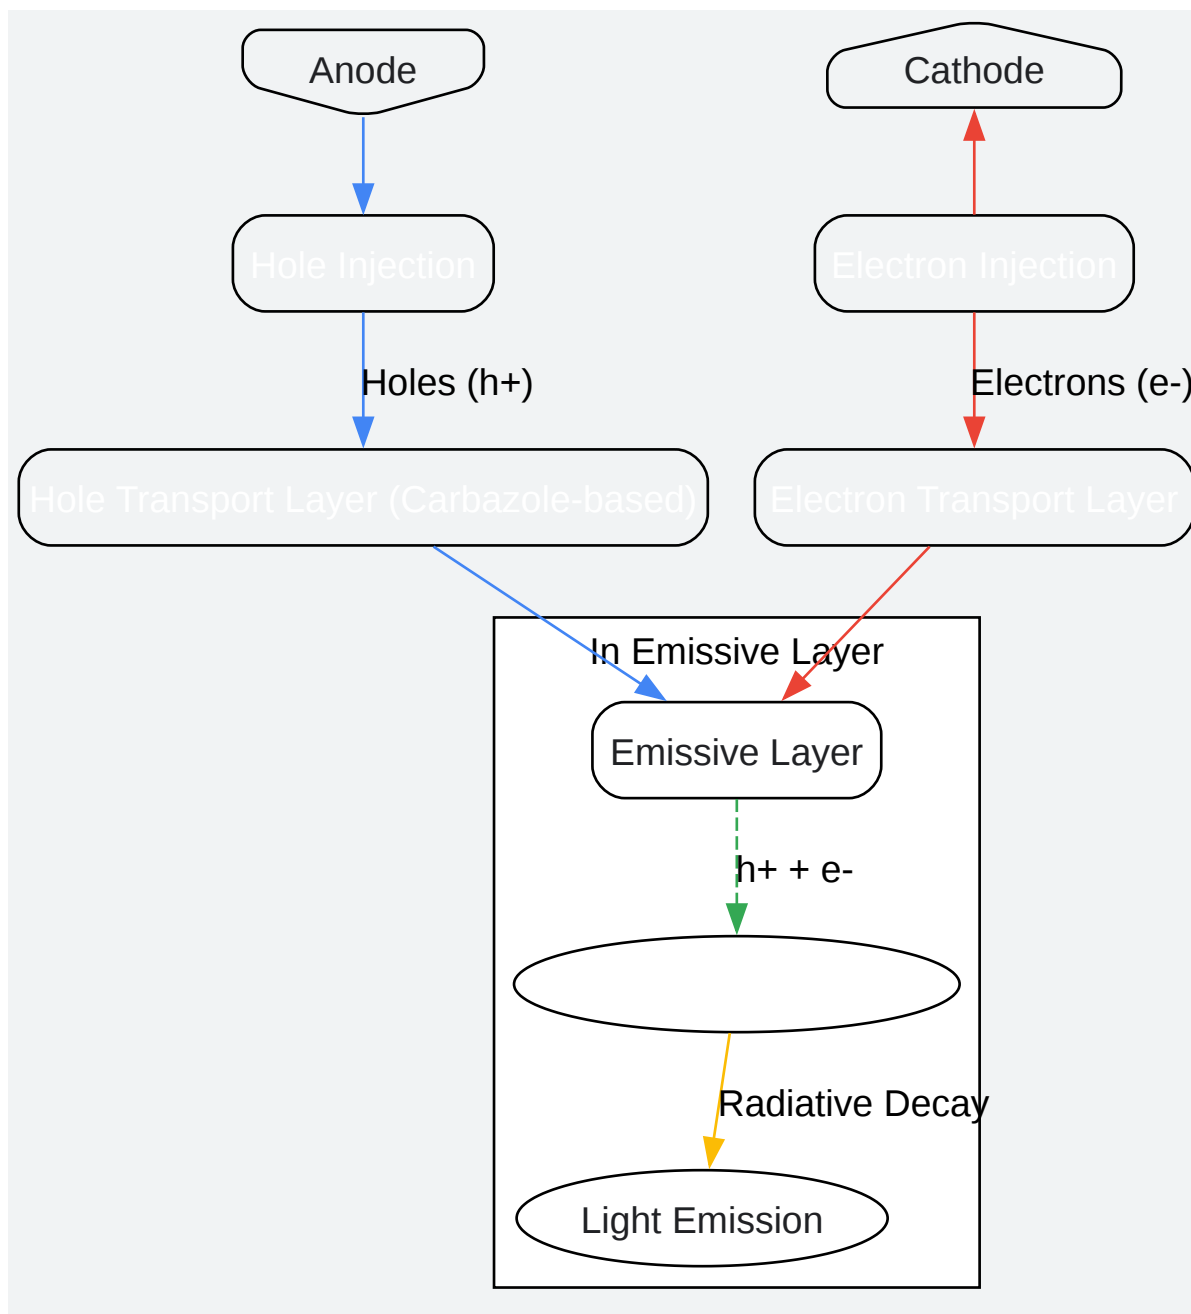 Anode
Cathode
Hole Injection
Electron Injection
Holes (h+)
Electrons (e-)
Hole Transport Layer (Carbazole-based)
Electron Transport Layer
In Emissive Layer
Emissive Layer
h+ + e-
Radiative Decay
Light Emission